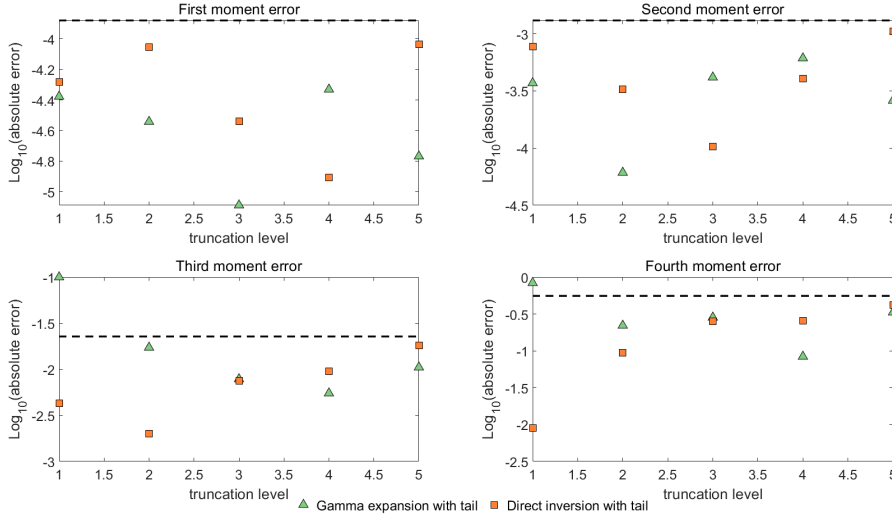 First moment error
Log10(absolute error)
-4
-4.2
-4.4
-4.6
-4.8
-5
1 1.5 2 2.5 3 3.5 4 4.5 5
truncation level
Second moment error
Log10(absolute error)
-3
-3.5
-4
-4.5
1 1.5 2 2.5 3 3.5 4 4.5 5
truncation level
Third moment error
Log10(absolute error)
-1
-1.5
-2
-2.5
-3
1 1.5 2 2.5 3 3.5 4 4.5 5
truncation level
Fourth moment error
Log10(absolute error)
0
-0.5
-1
-1.5
-2
-2.5
1 1.5 2 2.5 3 3.5 4 4.5 5
truncation level
Gamma expansion with tail Direct inversion with tail